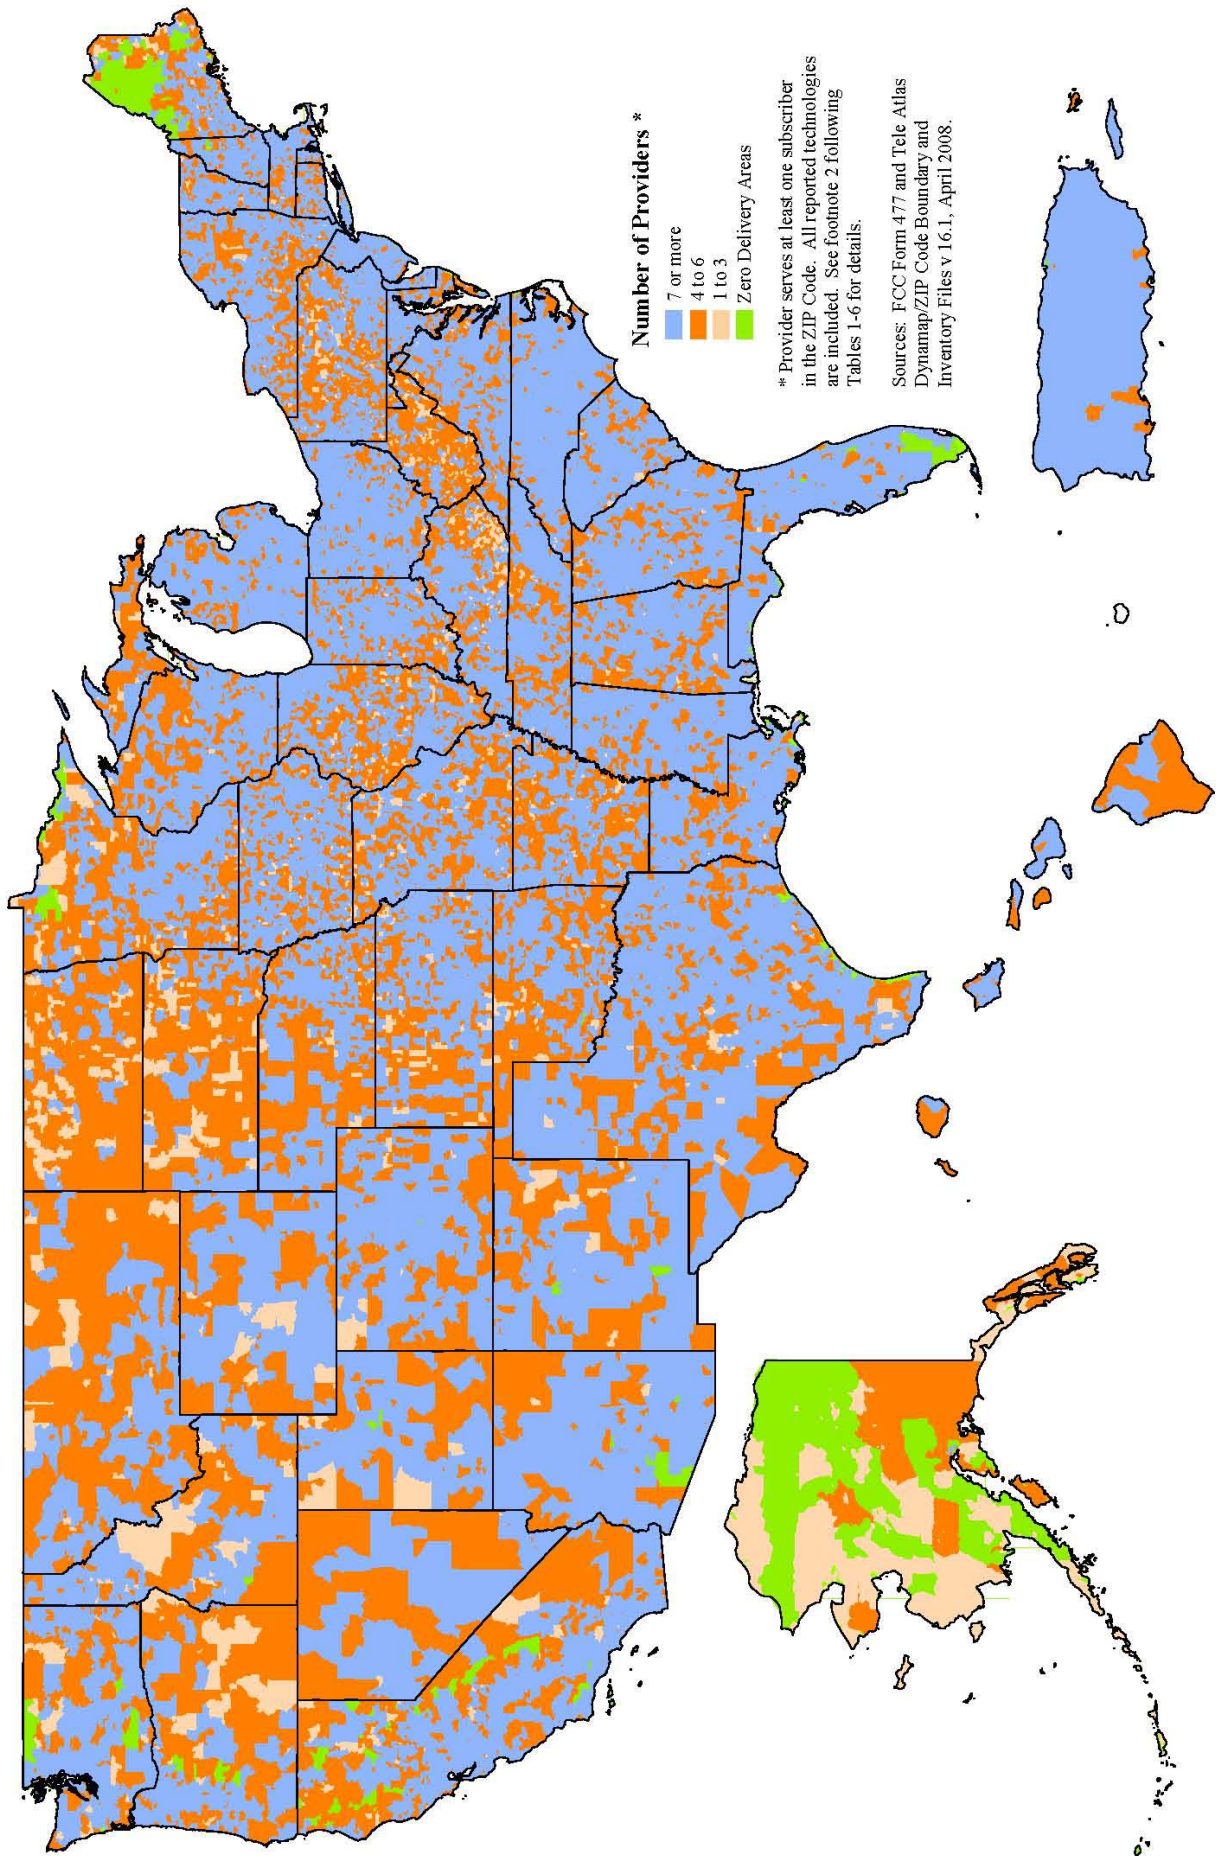 Number of Providers *
7 or more
4 to 6
1 to 3
Zero Delivery Areas
* Provider serves at least one subscriber
in the ZIP Code. All reported technologies
are included. See footnote 2 following
Tables 1-6 for details.
Sources: FCC Form 477 and Tele Atlas
Dynamap/ZIP Code Boundary and
Inventory Files v 16.1, April 2008.